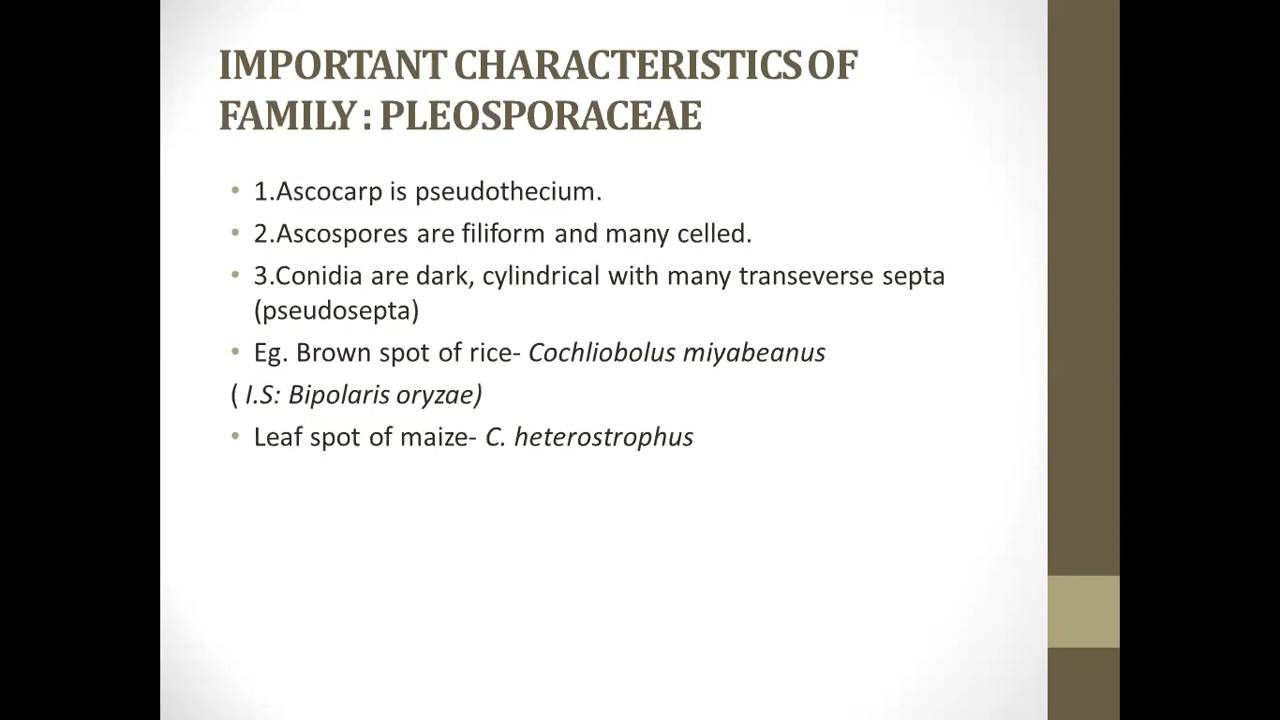 IMPORTANT CHARACTERISTICS OF
FAMILY : PLEOSPORACEAE
• 1.Ascocarp is pseudothecium.
• 2.Ascospores are filiform and many celled.
• 3.Conidia are dark, cylindrical with many transeverse septa
(pseudosepta)
• Eg. Brown spot of rice- Cochliobolus miyabeanus
( I.S: Bipolaris oryzae)
• Leaf spot of maize- C. heterostrophus